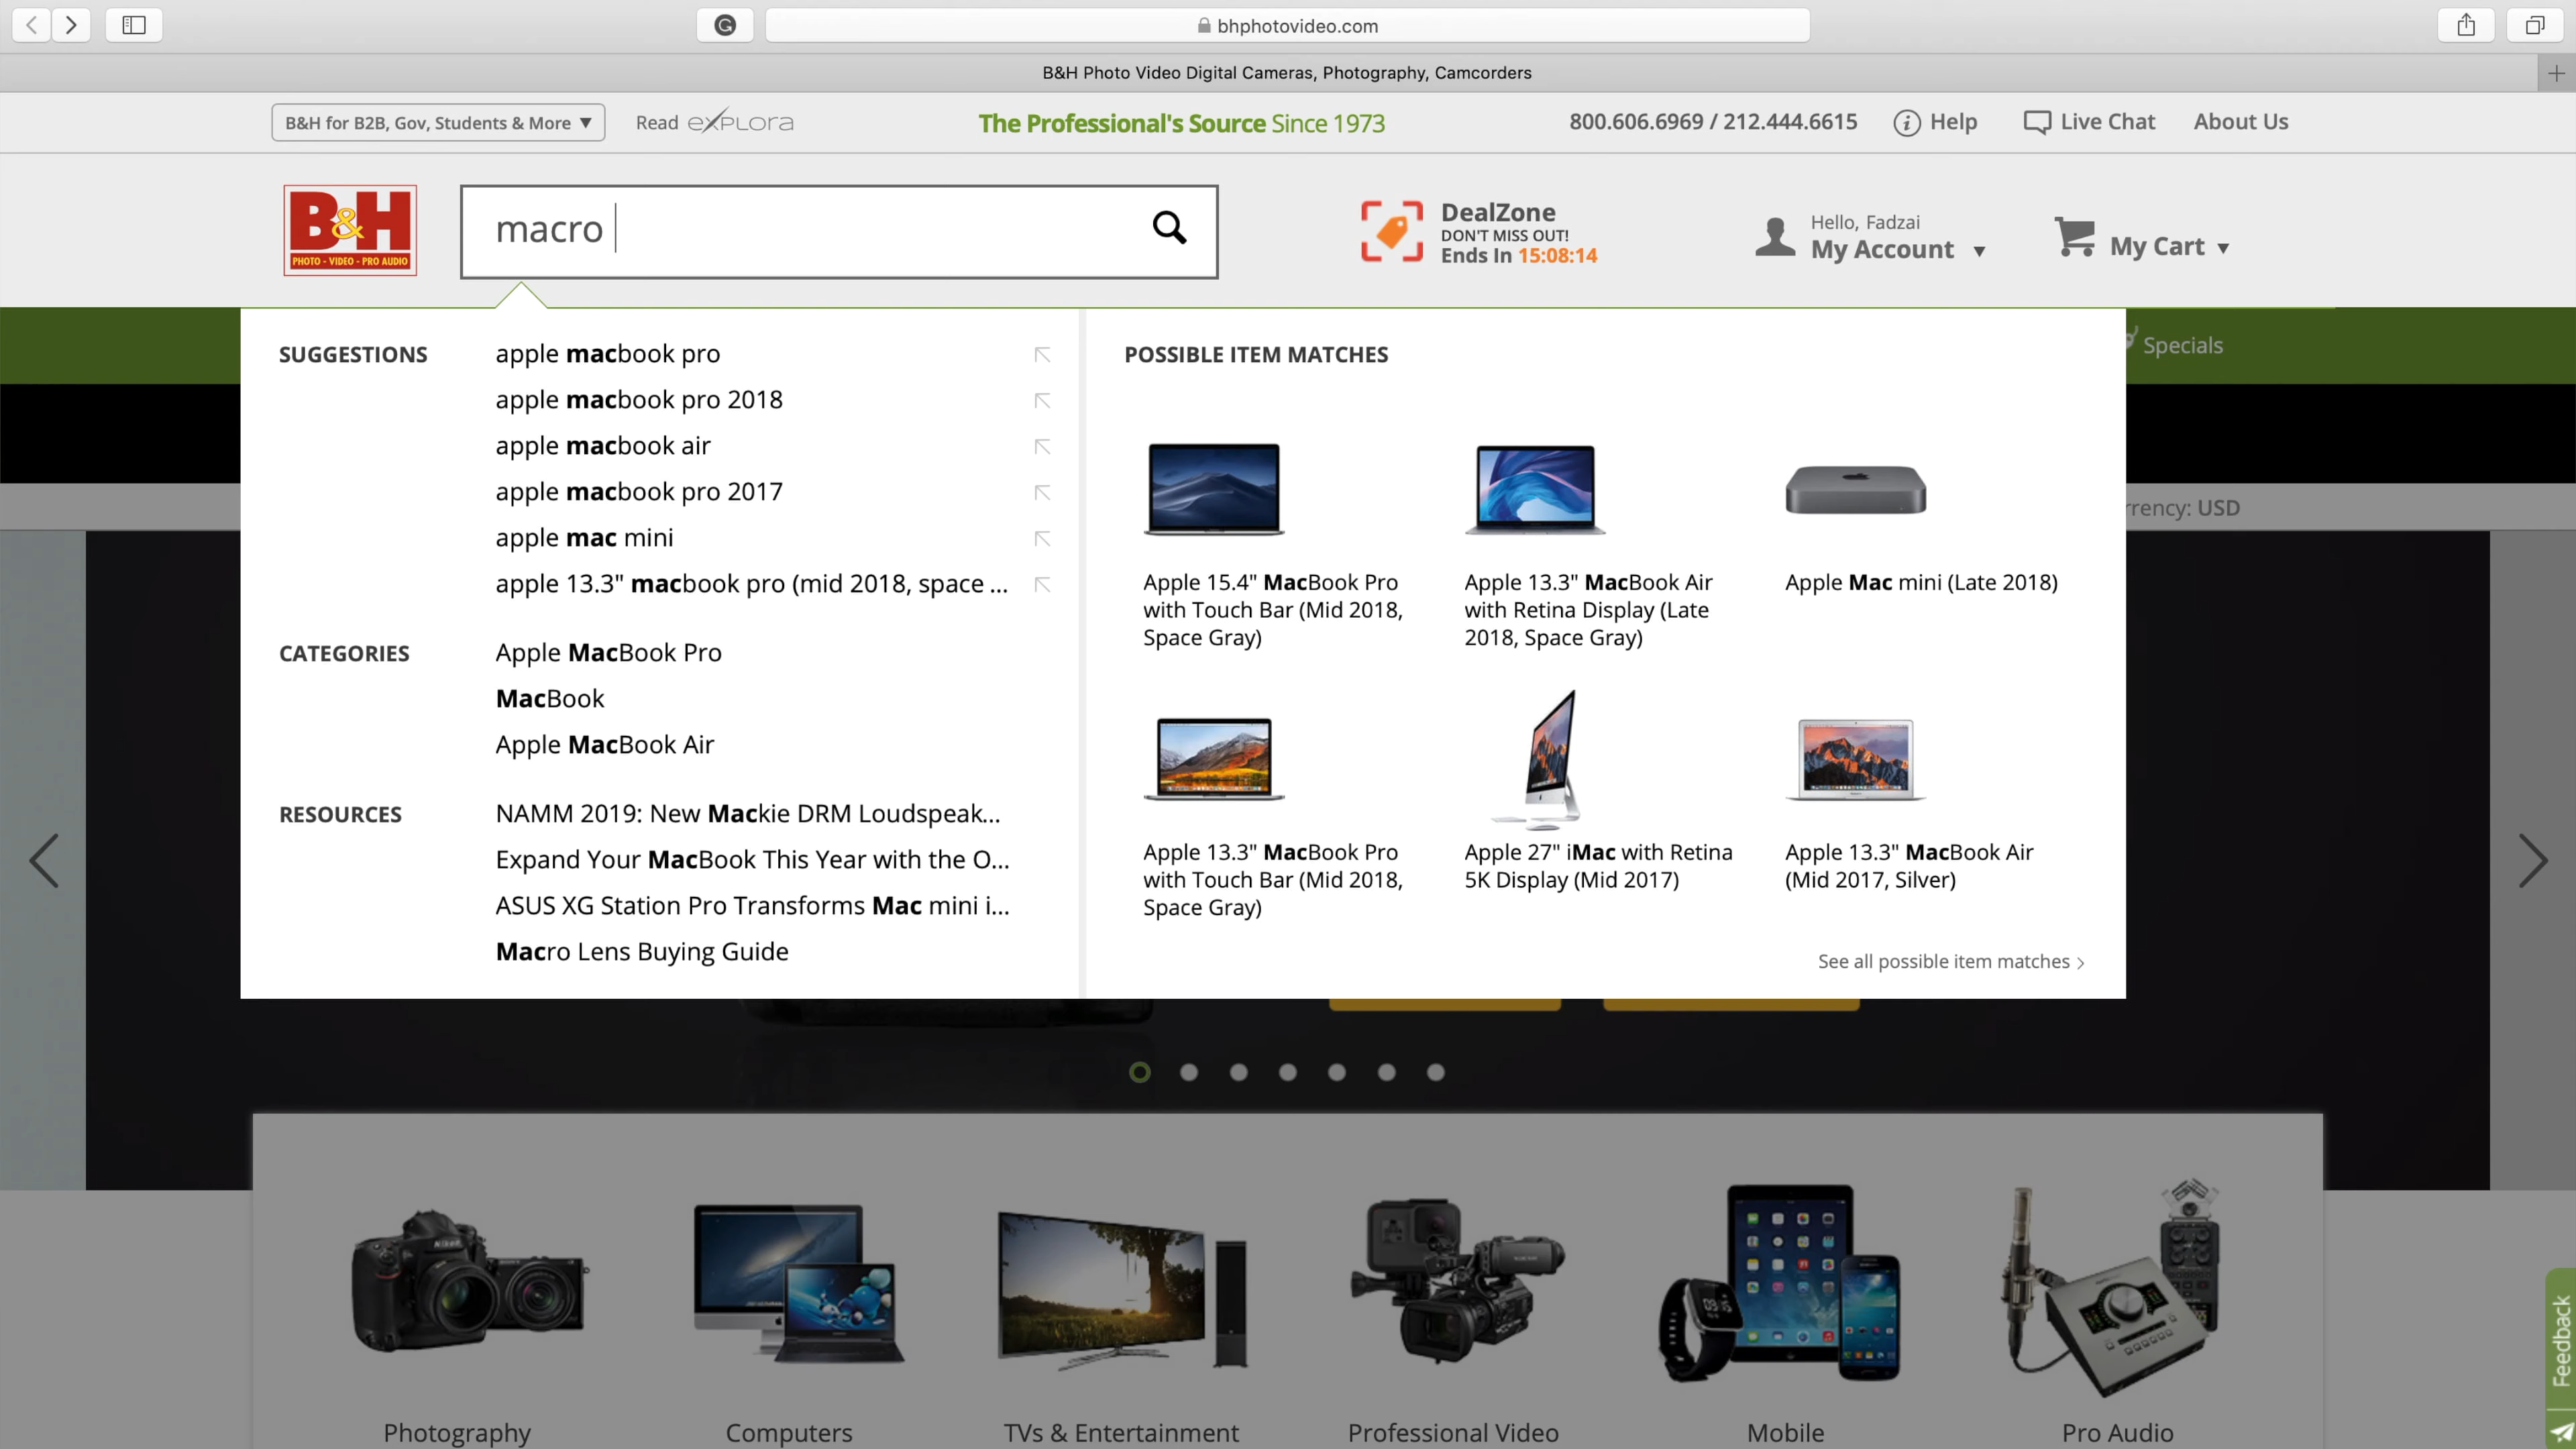 bhphotovideo.com
B&H Photo Video Digital Cameras, Photography, Camcorders
B&H for B2B, Gov, Students & More ▼
Read eXPLORA
The Professional's Source Since 1973
800.606.6969 / 212.444.6615
Help
Live Chat
About Us
B&H
PHOTO - VIDEO - PRO AUDIO
macro
DealZone
DON'T MISS OUT!
Ends In 15:08:14
Hello, Fadzai
My Account ▼
My Cart ▼
Specials
rrency: USD
SUGGESTIONS
apple macbook pro
apple macbook pro 2018
apple macbook air
apple macbook pro 2017
apple mac mini
apple 13.3" macbook pro (mid 2018, space ...
CATEGORIES
Apple MacBook Pro
MacBook
Apple MacBook Air
RESOURCES
NAMM 2019: New Mackie DRM Loudspeak...
Expand Your MacBook This Year with the O...
ASUS XG Station Pro Transforms Mac mini i...
Macro Lens Buying Guide
POSSIBLE ITEM MATCHES
Apple 15.4" MacBook Pro
with Touch Bar (Mid 2018,
Space Gray)
Apple 13.3" MacBook Air
with Retina Display (Late
2018, Space Gray)
Apple Mac mini (Late 2018)
Apple 13.3" MacBook Pro
with Touch Bar (Mid 2018,
Space Gray)
Apple 27" iMac with Retina
5K Display (Mid 2017)
Apple 13.3" MacBook Air
(Mid 2017, Silver)
See all possible item matches >
Nikon
Photography
Computers
TVs & Entertainment
Professional Video
Mobile
Pro Audio
Feedback